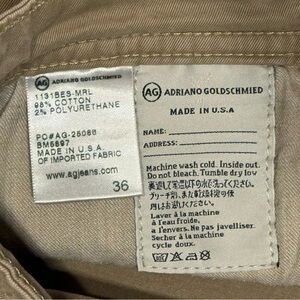 AG ADRIANO GOLDSCHMIED
1131BES-MRL
98% COTTON
2% POLYURETHANE
PO#AG-25086
BM5897
MADE IN U.S.A.
OF IMPORTED FABRIC
www.agjeans.com
36
AG ADRIANO GOLDSCHMIED
MADE IN U.S.A
NAME:
ADDRESS:
Machine wash cold. Inside out.
Do not bleach. Tumble dry low
Laver à la machine
à l'eau froide,
a l'envers. Ne pas javelliser.
Secher à la machine
cycle doux.